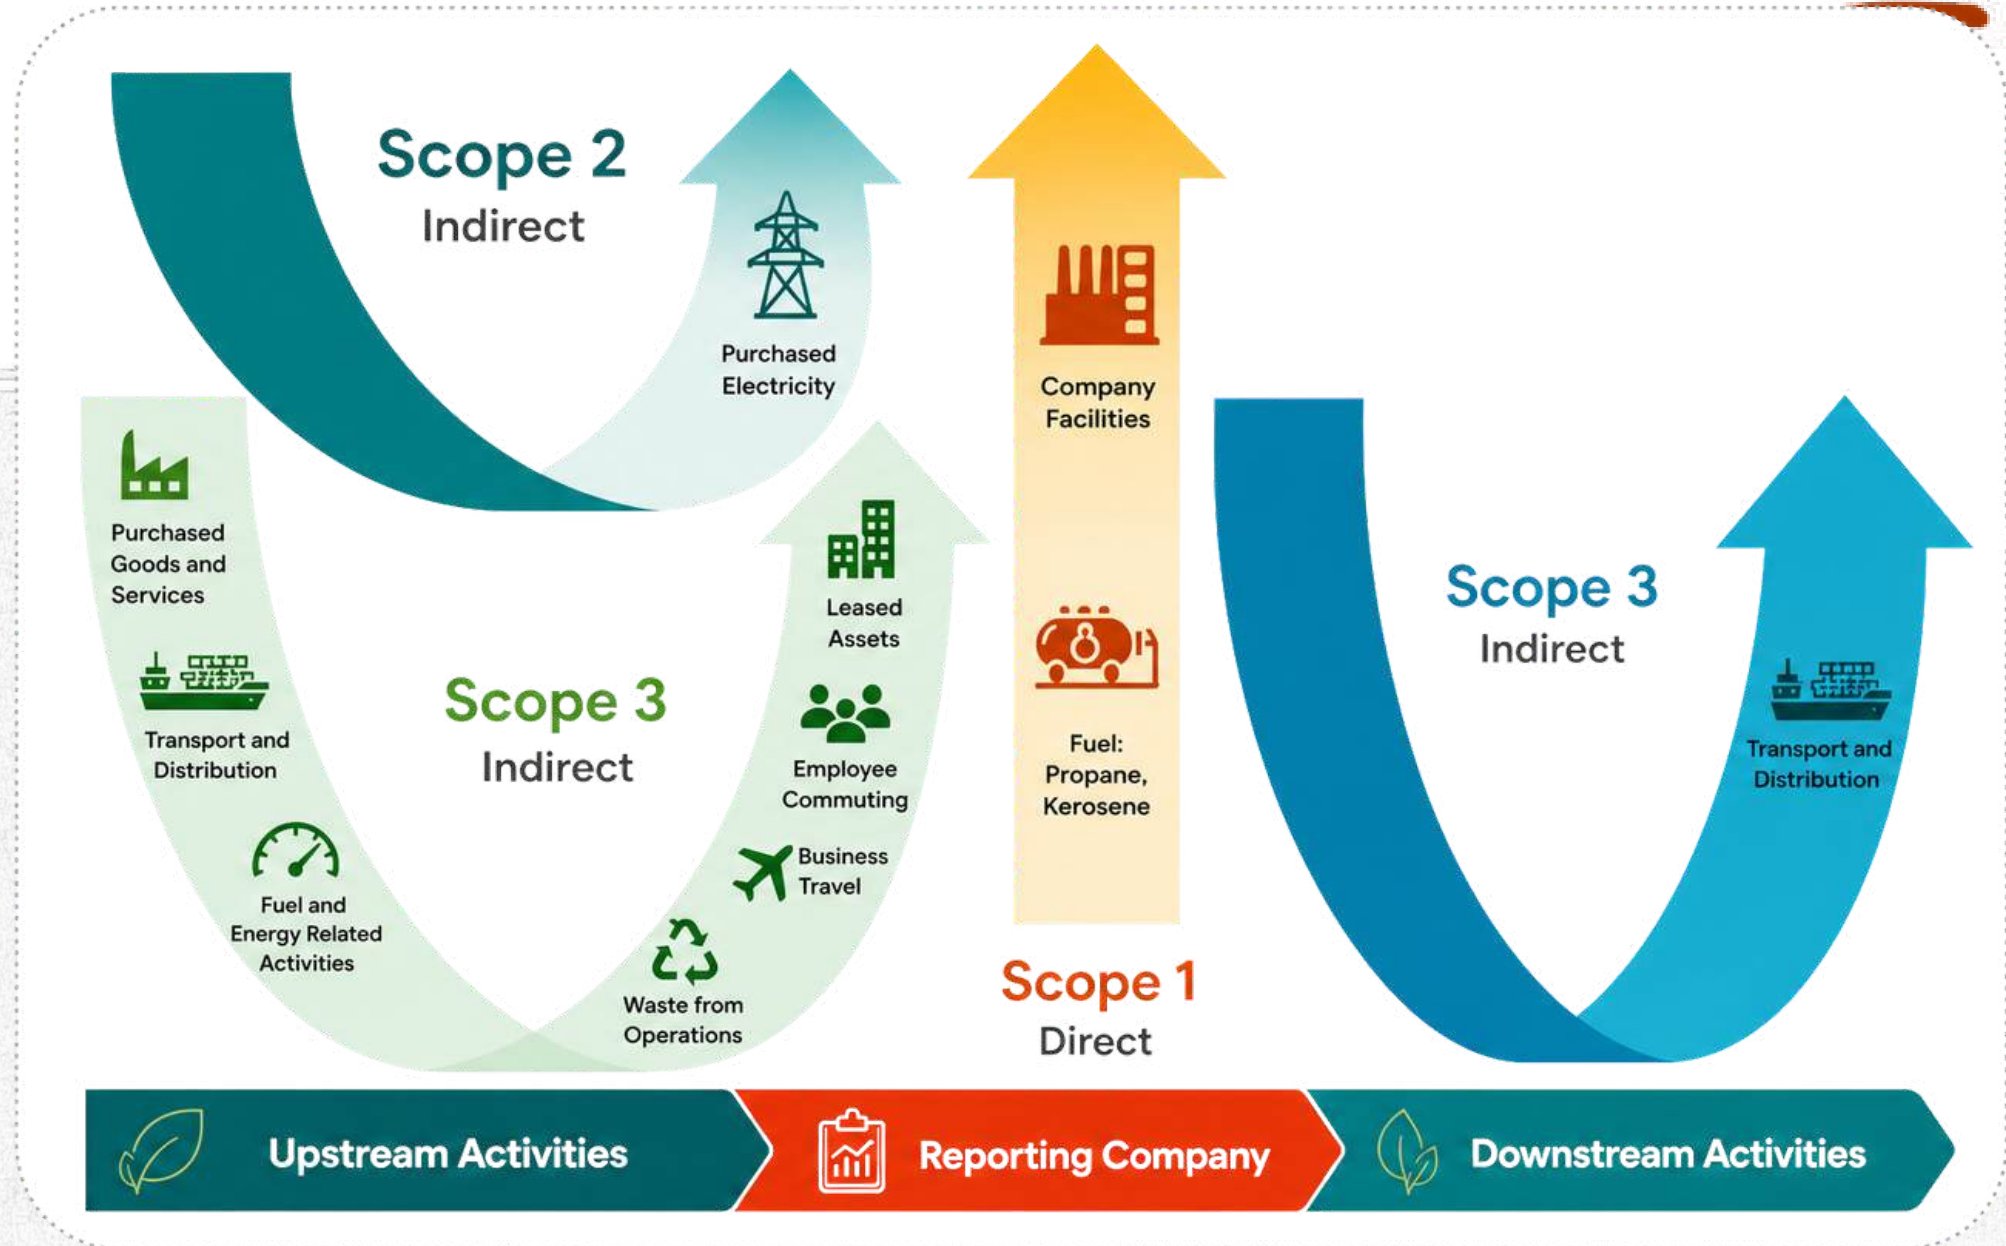 Scope 2
Indirect
Purchased
Electricity
Purchased
Goods and
Services
Transport and
Distribution
Fuel and
Energy Related
Activities
Scope 3
Indirect
Leased
Assets
Employee
Commuting
Business
Travel
Waste from
Operations
Company
Facilities
Fuel:
Propane,
Kerosene
Scope 1
Direct
Scope 3
Indirect
Transport and
Distribution
Upstream Activities
Reporting Company
Downstream Activities